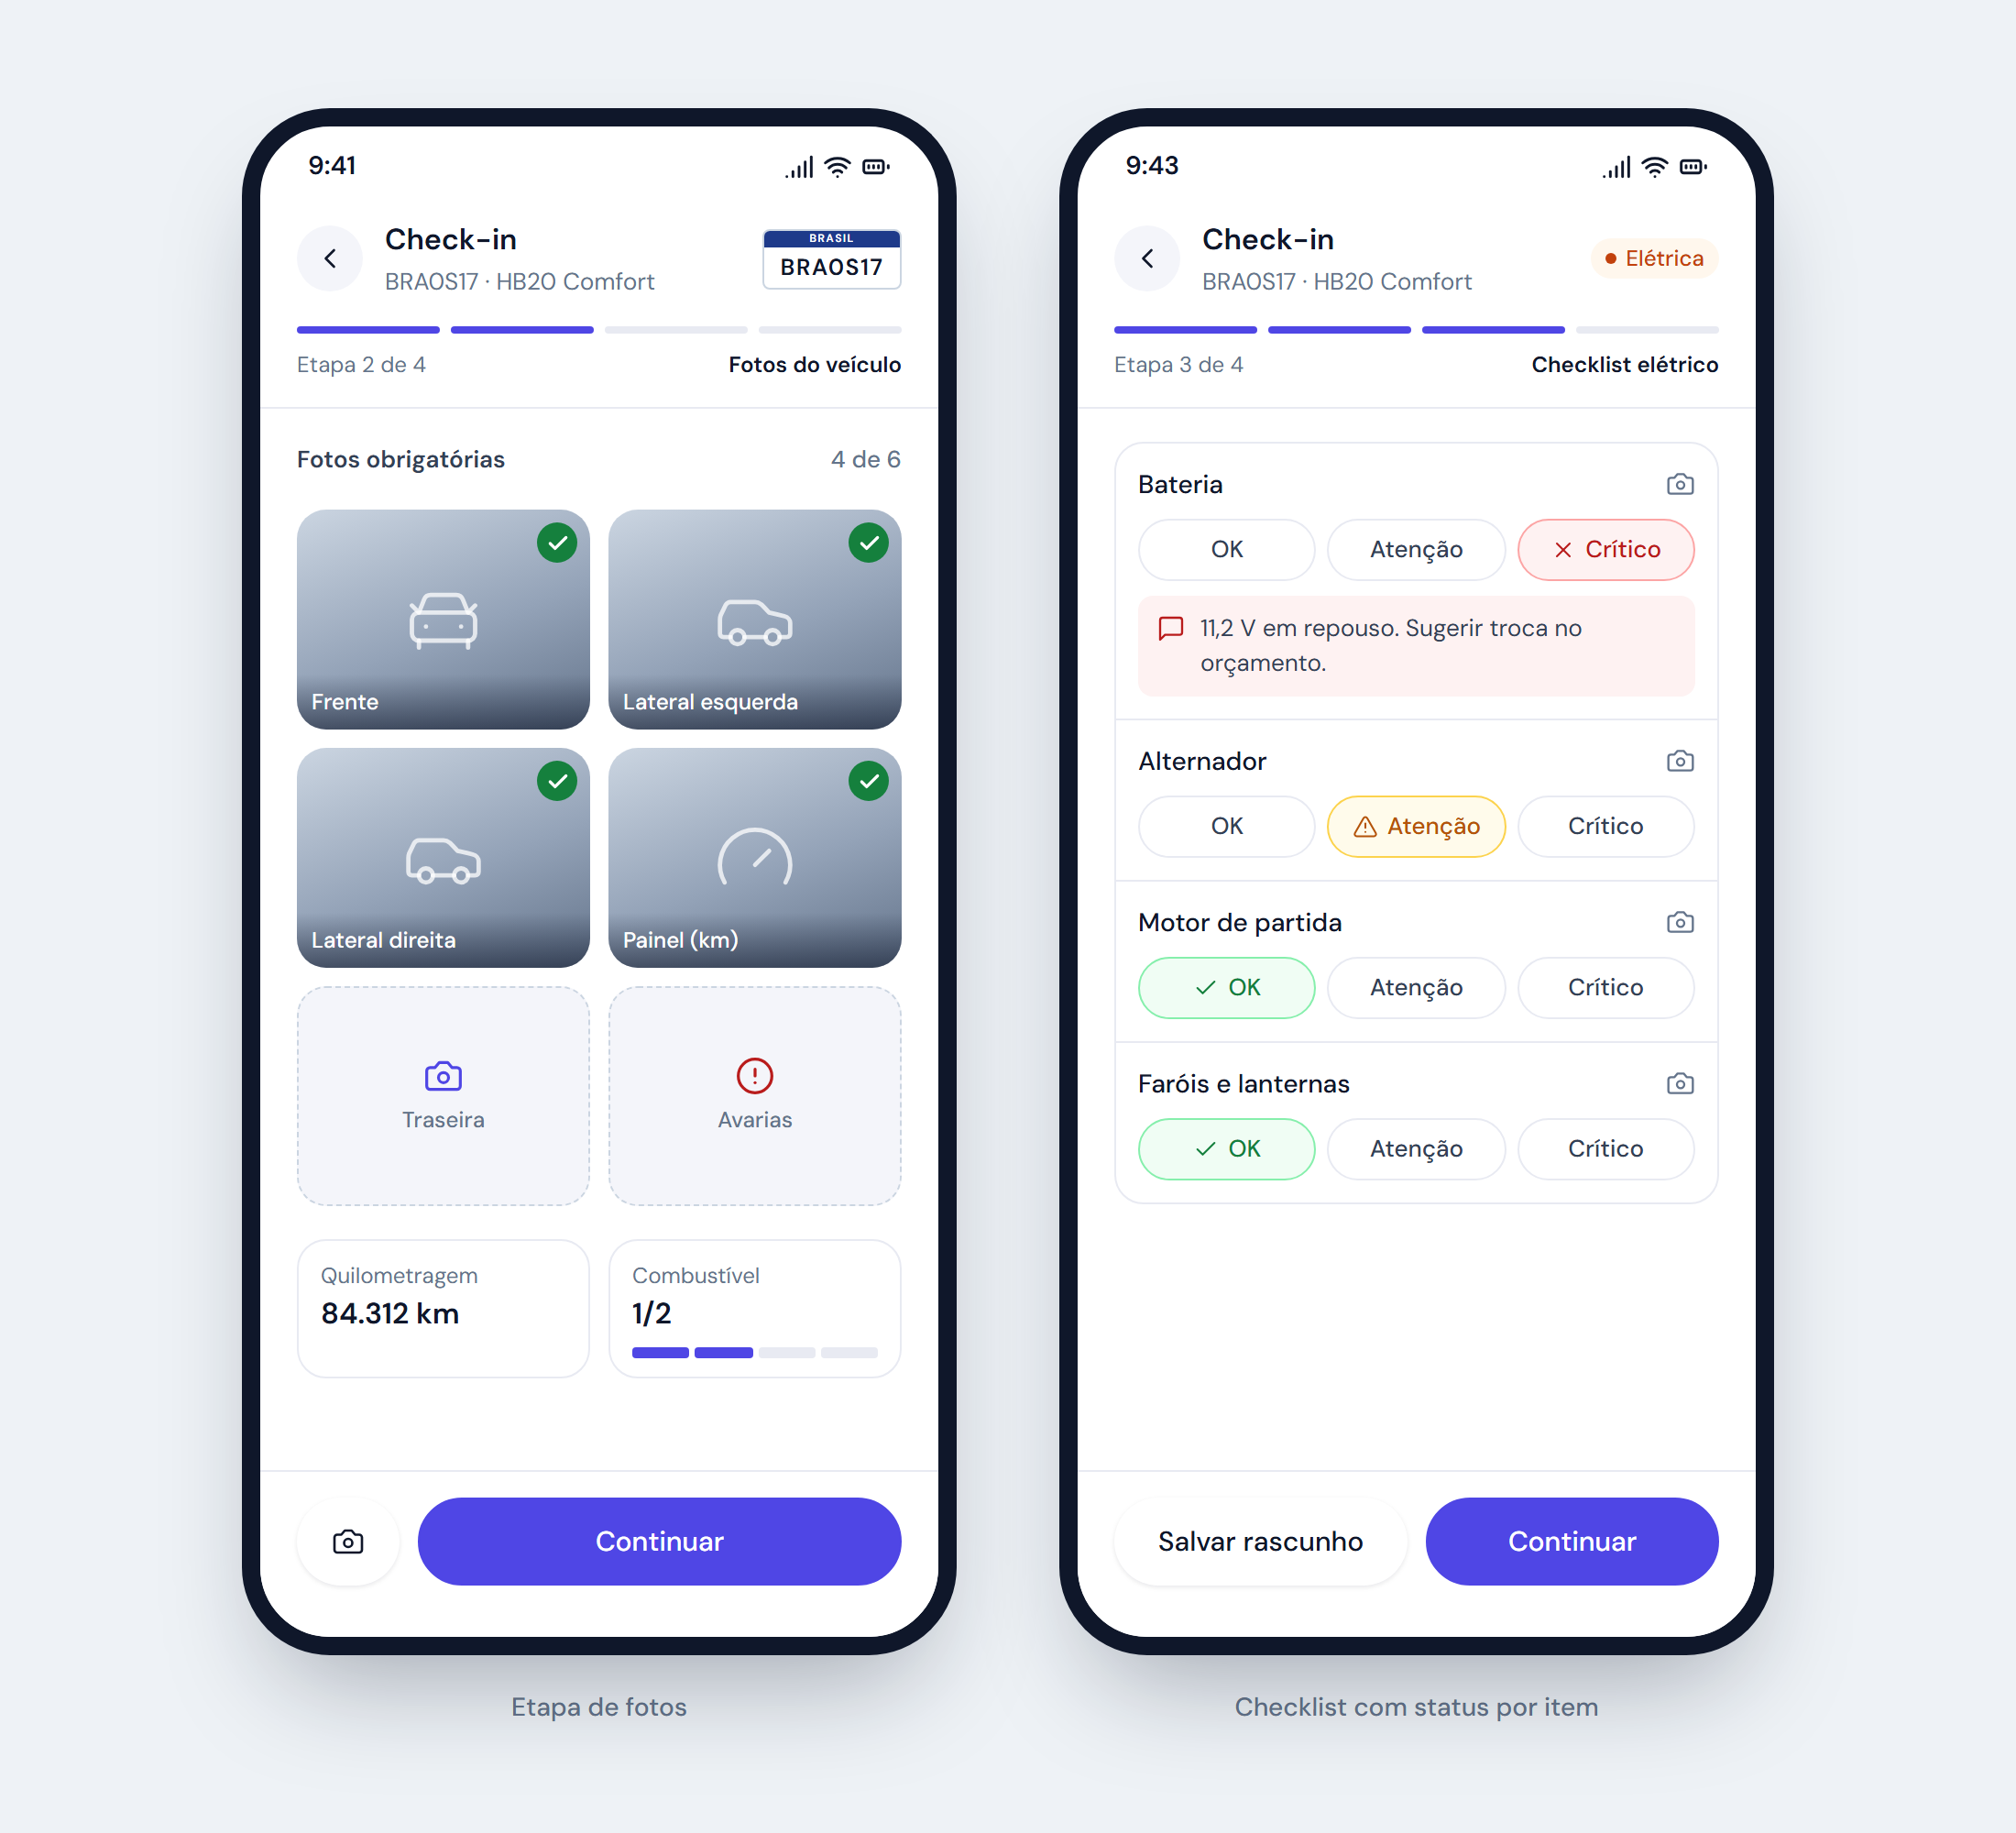 9:41
Check-in
BRA0S17 · HB20 Comfort
BRASIL
BRA0S17
Etapa 2 de 4
Fotos do veículo
Fotos obrigatórias
4 de 6
Frente
Lateral esquerda
Lateral direita
Painel (km)
Traseira
Avarias
Quilometragem
84.312 km
Combustível
1/2
Continuar
Etapa de fotos
9:43
Check-in
BRA0S17 · HB20 Comfort
Elétrica
Etapa 3 de 4
Checklist elétrico
Bateria
OK
Atenção
Crítico
11,2 V em repouso. Sugerir troca no
orçamento.
Alternador
OK
Atenção
Crítico
Motor de partida
OK
Atenção
Crítico
Faróis e lanternas
OK
Atenção
Crítico
Salvar rascunho
Continuar
Checklist com status por item